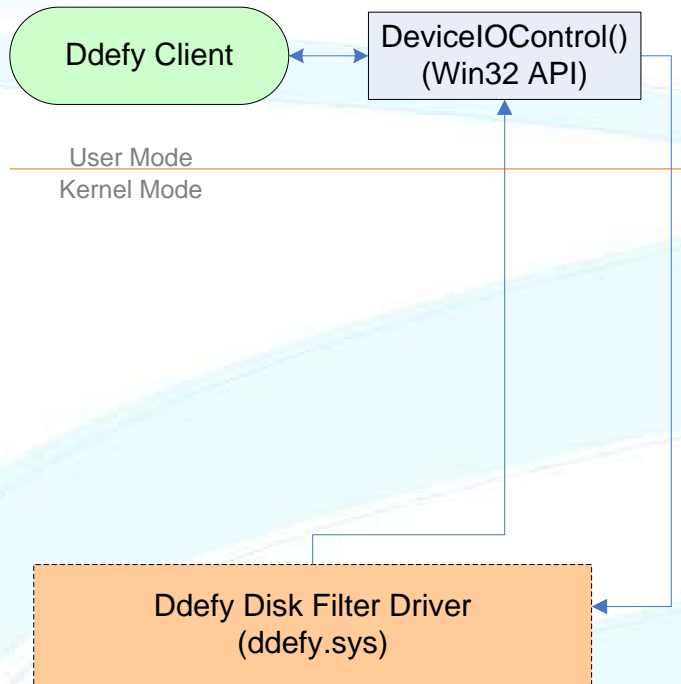 Ddefy Client
DeviceIOControl()
(Win32 API)
User Mode
Kernel Mode
Ddefy Disk Filter Driver
(ddefy.sys)